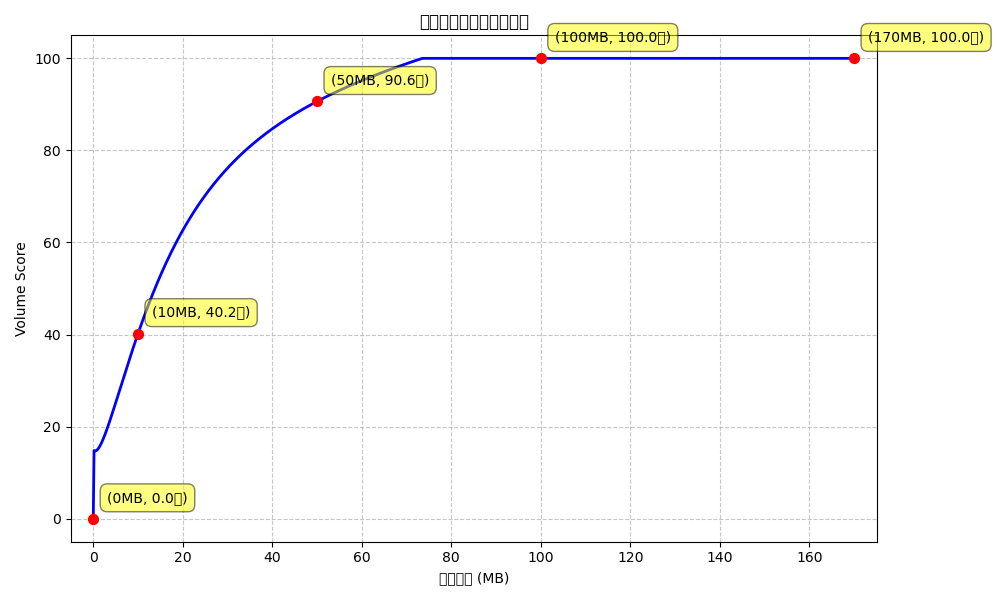 (100MB, 100.0)
(170MB, 100.0)
100
(50MB, 90.6)
80
60
Volume Score
(10MB, 40.2)
40
20
(0MB, 0.0)
0
0 20 40 60 80 100 120 140 160
(MB)